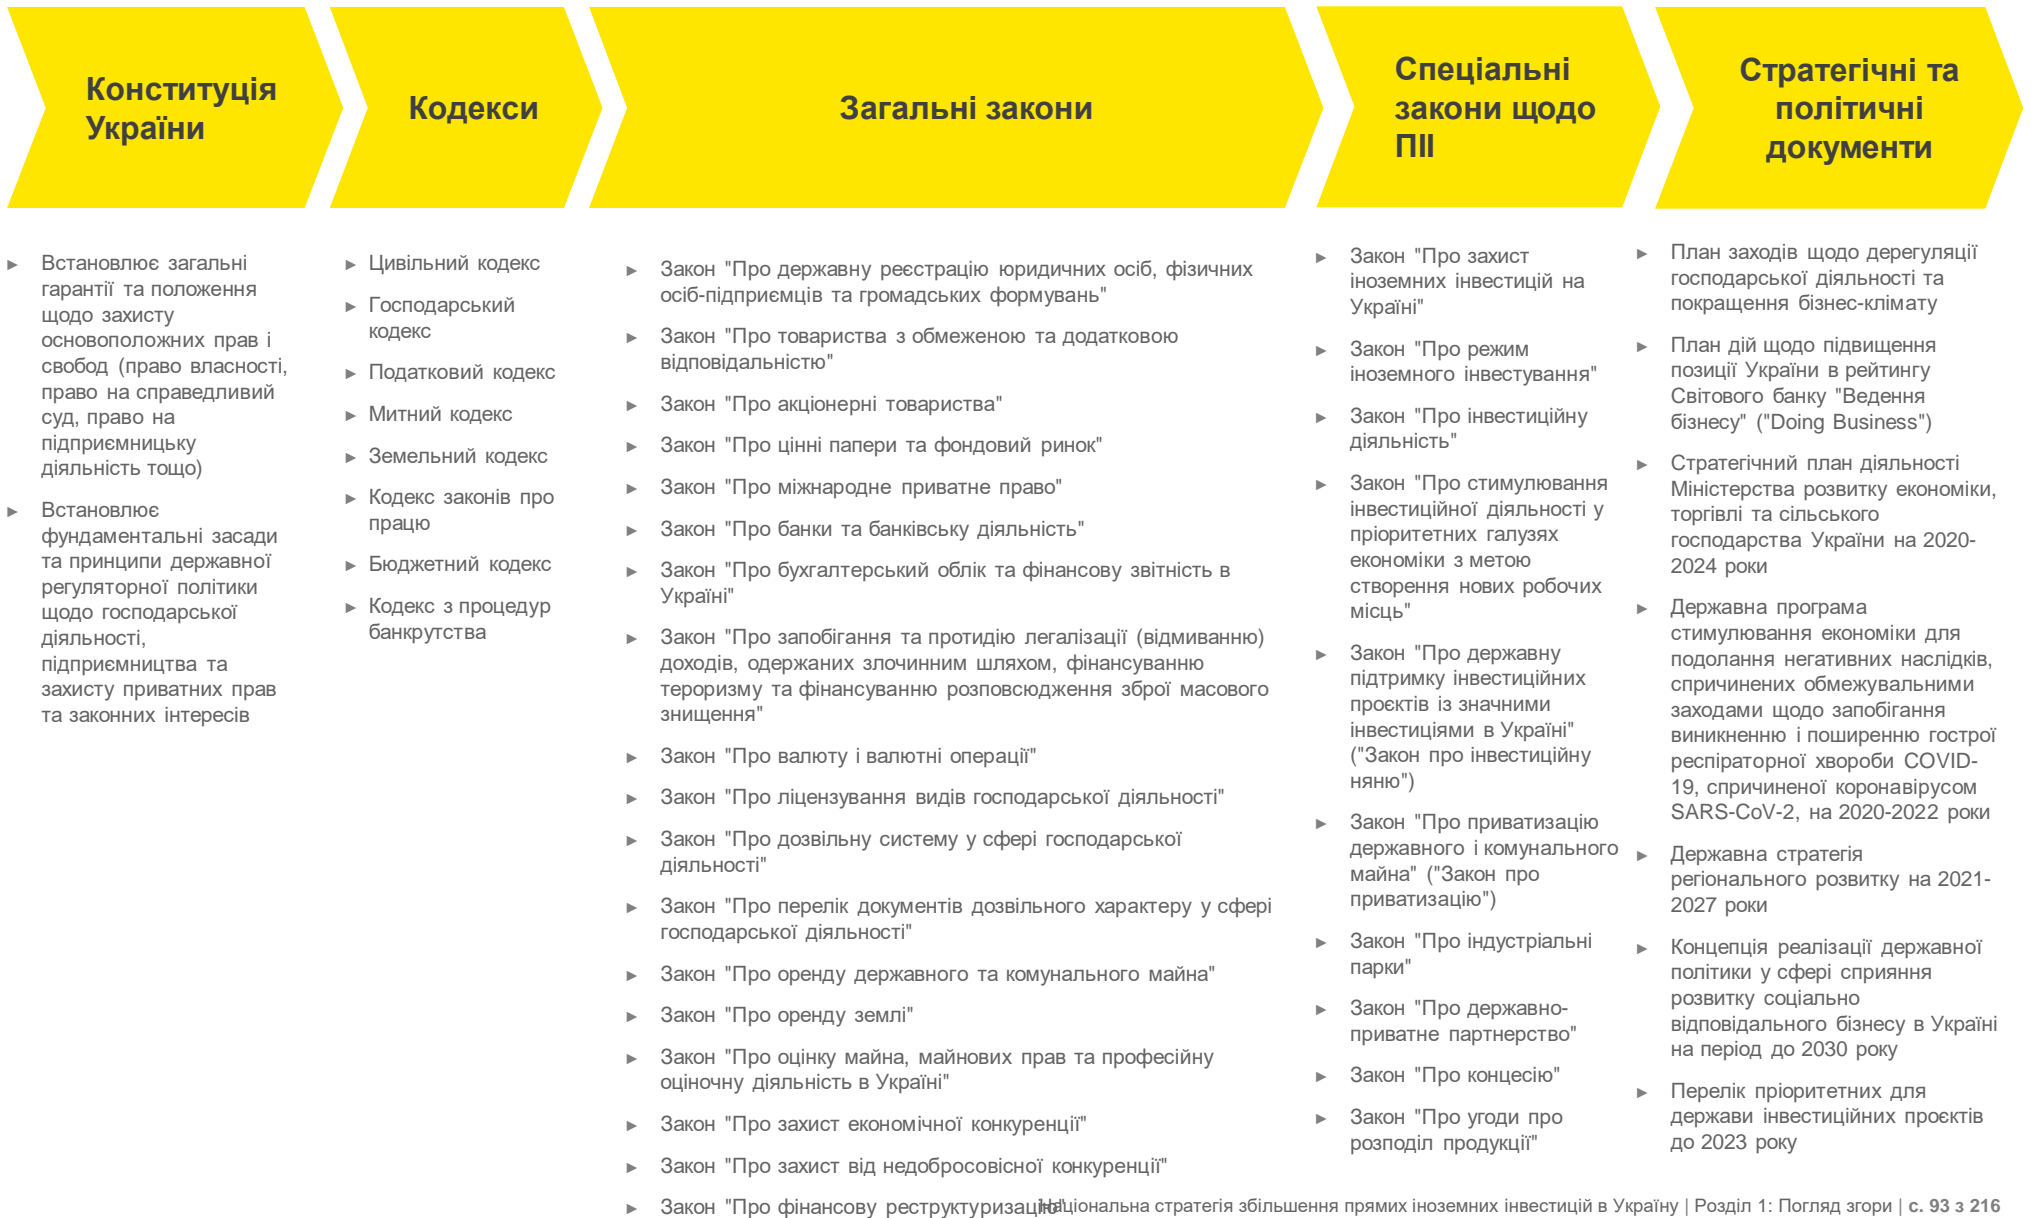 Конституція
України
Кодекси
Загальні закони
Спеціальні
закони щодо
ПІІ
Стратегічні та
політичні
документи
► Встановлює загальні
гарантії та положення
щодо захисту
основоположних прав і
свобод (право власності,
право на справедливий
суд, право на
підприємницьку
діяльність тощо)
► Встановлює
фундаментальні засади
та принципи державної
регуляторної політики
щодо господарської
діяльності,
підприємництва та
захисту приватних прав
та законних інтересів
► Цивільний кодекс
► Господарський
кодекс
► Податковий кодекс
► Митний кодекс
► Земельний кодекс
► Кодекс законів про
працю
► Бюджетний кодекс
► Кодекс з процедур
банкрутства
► Закон "Про державну реєстрацію юридичних осіб, фізичних
осіб-підприємців та громадських формувань"
► Закон "Про товариства з обмеженою та додатковою
відповідальністю"
► Закон "Про акціонерні товариства"
► Закон "Про цінні папери та фондовий ринок"
► Закон "Про міжнародне приватне право"
► Закон "Про банки та банківську діяльність"
► Закон "Про бухгалтерський облік та фінансову звітність в
Україні"
► Закон "Про запобігання та протидію легалізації (відмиванню)
доходів, одержаних злочинним шляхом, фінансуванню
тероризму та фінансуванню розповсюдження зброї масового
знищення"
► Закон "Про валюту і валютні операції"
► Закон "Про ліцензування видів господарської діяльності"
► Закон "Про дозвільну систему у сфері господарської
діяльності"
► Закон "Про перелік документів дозвільного характеру у сфері
господарської діяльності"
► Закон "Про оренду державного та комунального майна"
► Закон "Про оренду землі"
► Закон "Про оцінку майна, майнових прав та професійну
оціночну діяльність в Україні"
► Закон "Про захист економічної конкуренції"
► Закон "Про захист від недобросовісної конкуренції"
► Закон "Про фінансову реструктуризацію"
► Закон "Про захист
іноземних інвестицій на
Україні"
► Закон "Про режим
іноземного інвестування"
► Закон "Про інвестиційну
діяльність"
► Закон "Про стимулювання
інвестиційної діяльності у
пріоритетних галузях
економіки з метою
створення нових робочих
місць"
► Закон "Про державну
підтримку інвестиційних
проєктів із значними
інвестиціями в Україні"
("Закон про інвестиційну
няню")
► Закон "Про приватизацію
державного і комунального
майна" ("Закон про
приватизацію")
► Закон "Про індустріальні
парки"
► Закон "Про державно-
приватне партнерство"
► Закон "Про концесію"
► Закон "Про угоди про
розподіл продукції"
► План заходів щодо дерегуляції
господарської діяльності та
покращення бізнес-клімату
► План дій щодо підвищення
позиції України в рейтингу
Світового банку "Ведення
бізнесу" ("Doing Business")
► Стратегічний план діяльності
Міністерства розвитку економіки,
торгівлі та сільського
господарства України на 2020-
2024 роки
► Державна програма
стимулювання економіки для
подолання негативних наслідків,
спричинених обмежувальними
заходами щодо запобігання
виникненню і поширенню гострої
респіраторної хвороби COVID-
19, спричиненої коронавірусом
SARS-CoV-2, на 2020-2022 роки
► Державна стратегія
регіонального розвитку на 2021-
2027 роки
► Концепція реалізації державної
політики у сфері сприяння
розвитку соціально
відповідального бізнесу в Україні
на період до 2030 року
► Перелік пріоритетних для
держави інвестиційних проєктів
до 2023 року
Національна стратегія збільшення прямих іноземних інвестицій в Україну | Розділ 1: Погляд згори | с. 93 з 216